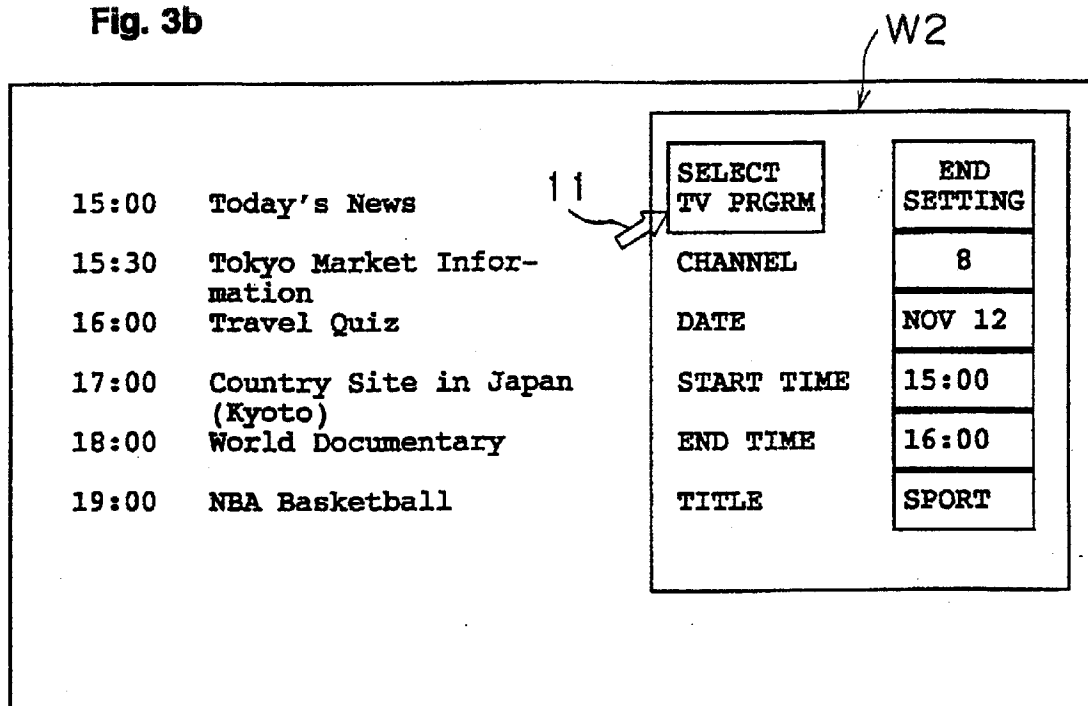 Fig. 3b
W2
11
15:00 Today's News
15:30 Tokyo Market Infor-
mation
16:00 Travel Quiz
17:00 Country Site in Japan
(Kyoto)
18:00 World Documentary
19:00 NBA Basketball
SELECT
TV PRGRM
END
SETTING
CHANNEL 8
DATE NOV 12
START TIME 15:00
END TIME 16:00
TITLE SPORT